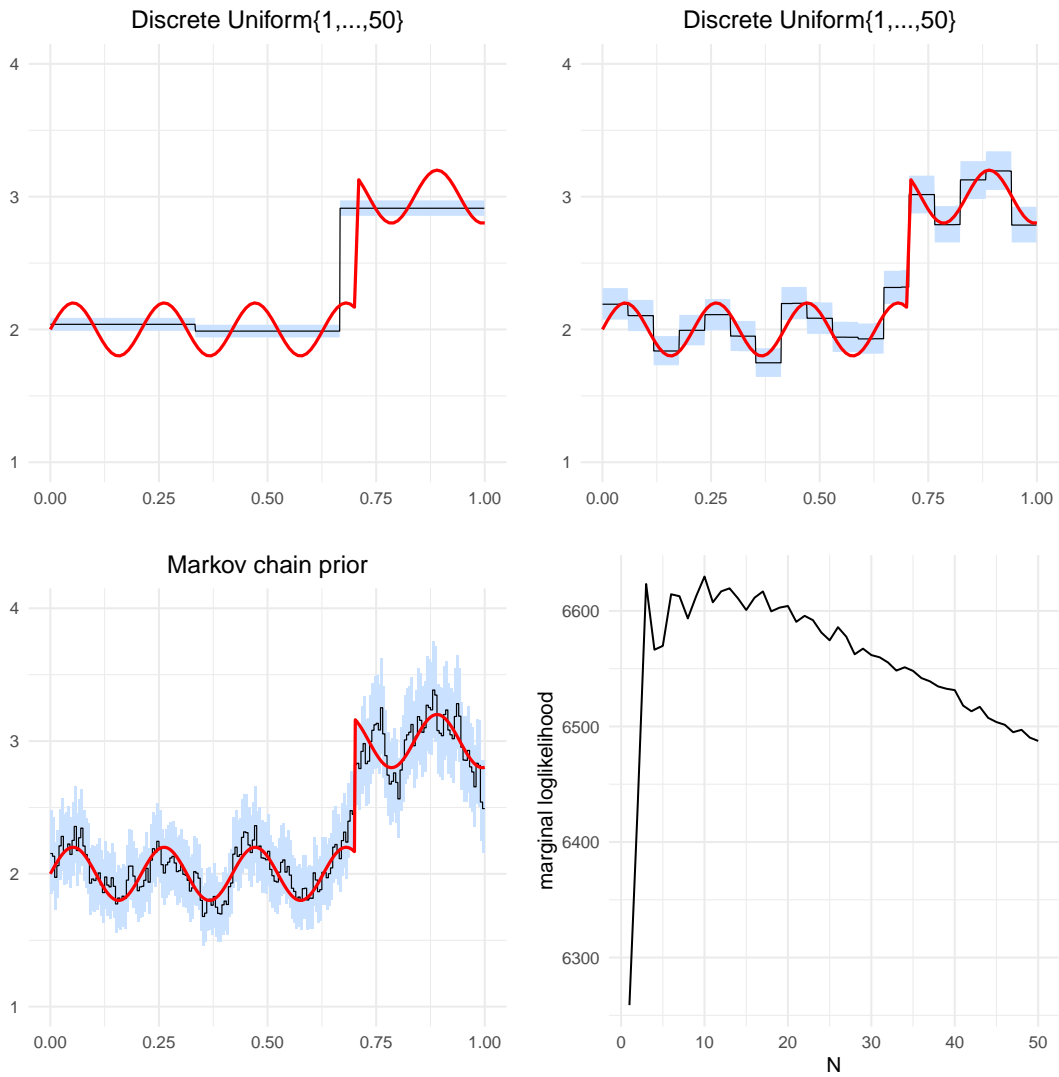 Discrete Uniform{1,...,50}
4
3
2
1
0.00 0.25 0.50 0.75 1.00
Discrete Uniform{1,...,50}
4
3
2
1
0.00 0.25 0.50 0.75 1.00
Markov chain prior
4
3
2
1
0.00 0.25 0.50 0.75 1.00
marginal loglikelihood
6600
6500
6400
6300
0 10 20 30 40 50
N